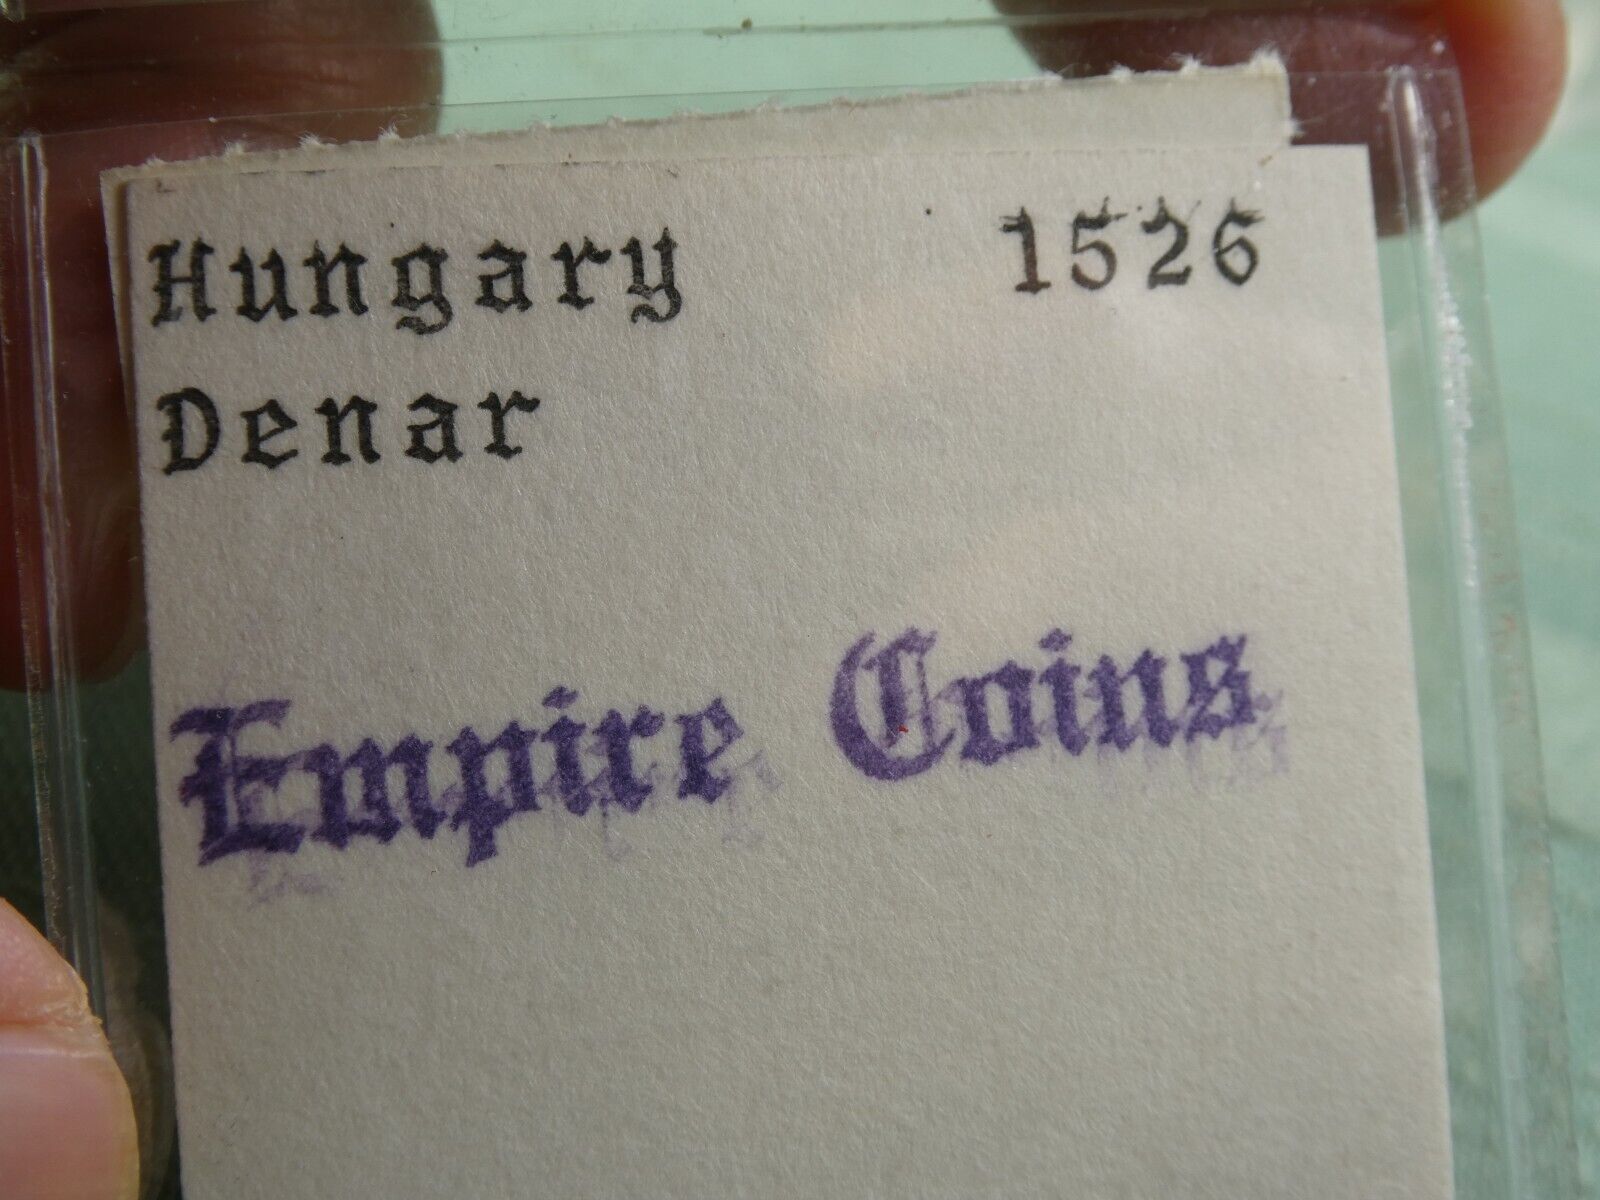 Hungary 1526
Denar
Empire Coins